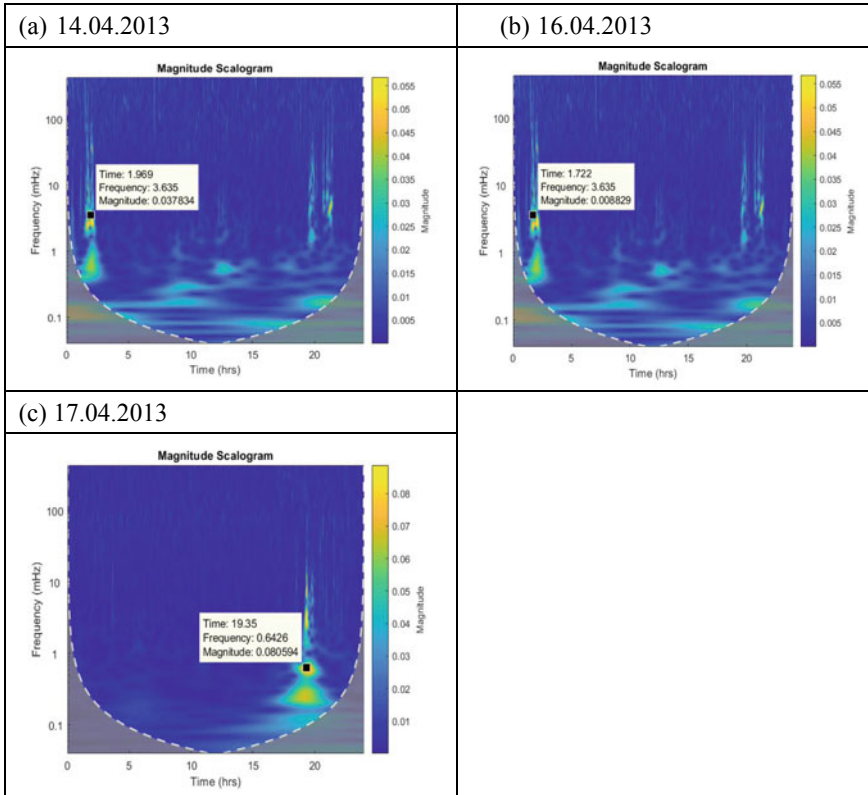 (a) 14.04.2013
(b) 16.04.2013
Magnitude Scalogram
100
10
1
0.1
Frequency (mHz)
Time: 1.969
Frequency: 3.635
Magnitude: 0.037834
0 5 10 15 20
Time (hrs)
0.055
0.05
0.045
0.04
0.035
0.03
0.025
0.02
0.015
0.01
0.005
Magnitude
Magnitude Scalogram
100
10
1
0.1
Frequency (mHz)
Time: 1.722
Frequency: 3.635
Magnitude: 0.008829
0 5 10 15 20
Time (hrs)
0.055
0.05
0.045
0.04
0.035
0.03
0.025
0.02
0.015
0.01
0.005
Magnitude
(c) 17.04.2013
Magnitude Scalogram
100
10
1
0.1
Frequency (mHz)
Time: 19.35
Frequency: 0.6426
Magnitude: 0.080594
0 5 10 15 20
Time (hrs)
0.08
0.07
0.06
0.05
0.04
0.03
0.02
0.01
Magnitude